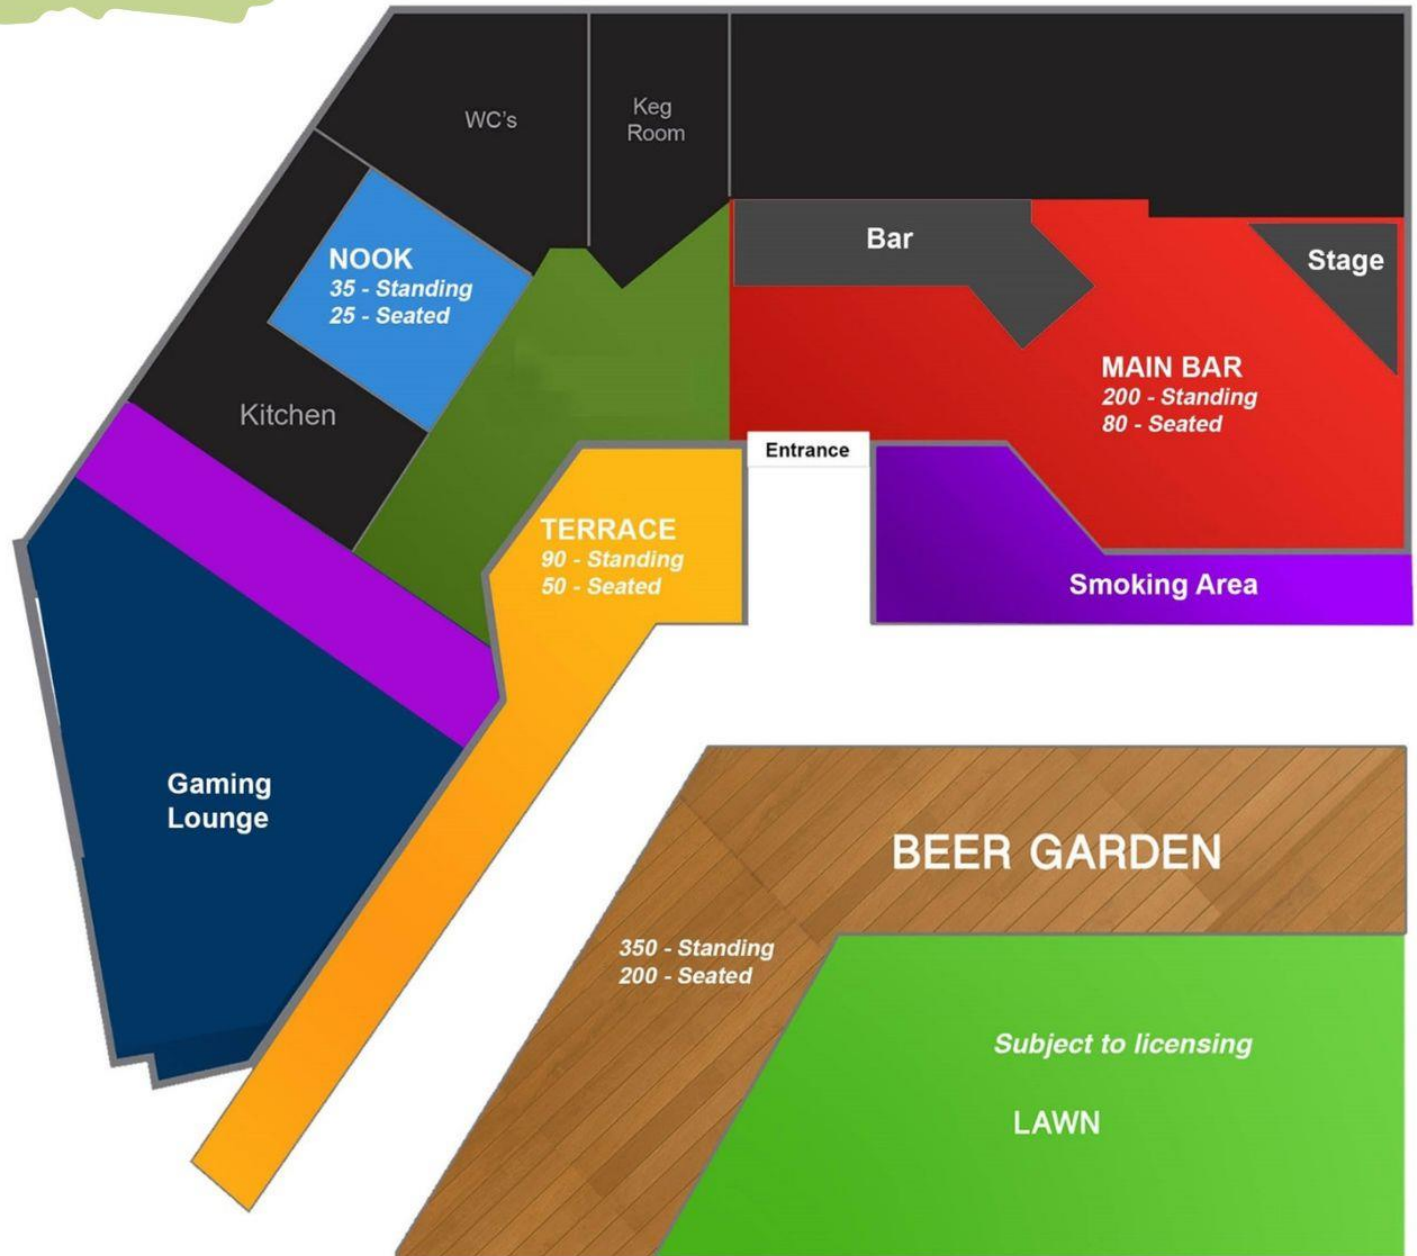 WC's
Keg
Room
NOOK
35 - Standing
25 - Seated
Bar
Stage
MAIN BAR
200 - Standing
80 - Seated
Kitchen
Entrance
TERRACE
90 - Standing
50 - Seated
Smoking Area
Gaming
Lounge
BEER GARDEN
350 - Standing
200 - Seated
Subject to licensing
LAWN